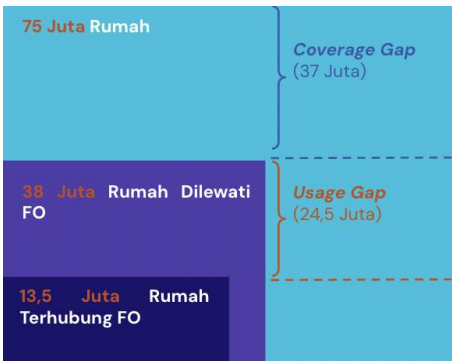 75 Juta Rumah
Coverage Gap
(37 Juta)
38 Juta Rumah Dilewati
FO
Usage Gap
(24,5 Juta)
13,5 Juta Rumah
Terhubung FO